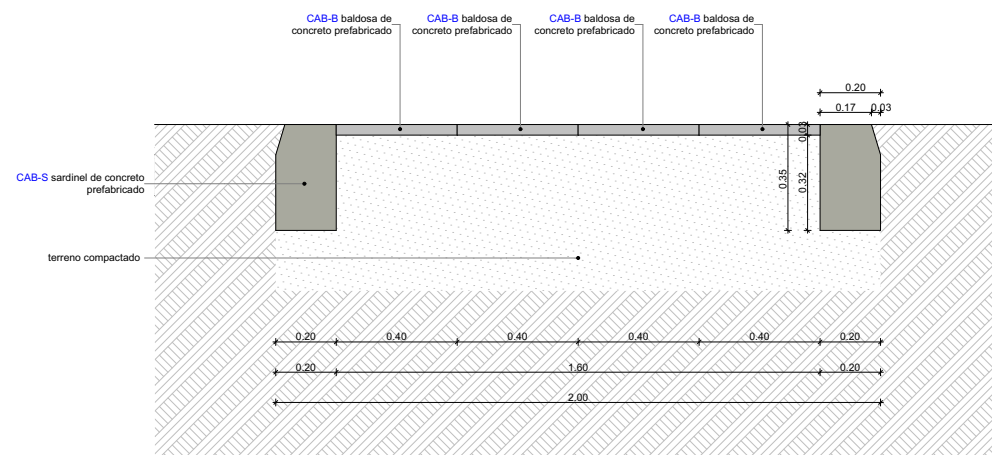 CAB-B baldosa de
concreto prefabricado
CAB-B baldosa de
concreto prefabricado
CAB-B baldosa de
concreto prefabricado
CAB-B baldosa de
concreto prefabricado
0.20
0.17
0.03
0.03
0.35
0.32
CAB-S sardinel de concreto
prefabricado
terreno compactado
0.20
0.40
0.40
0.40
0.40
0.20
0.20
1.60
0.20
2.00